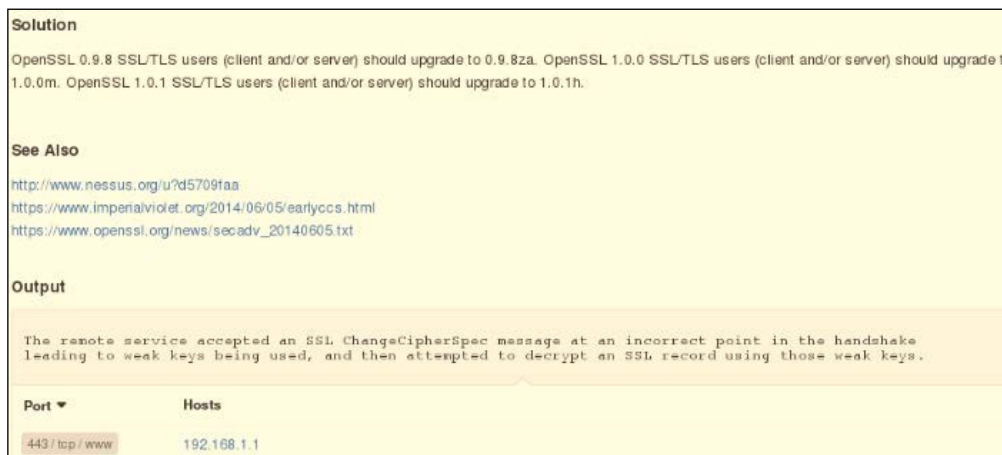 Solution
OpenSSL 0.9.8 SSL/TLS users (client and/or server) should upgrade to 0.9.8za. OpenSSL 1.0.0 SSL/TLS users (client and/or server) should upgrade
1.0.0m. OpenSSL 1.0.1 SSL/TLS users (client and/or server) should upgrade to 1.0.1h.
See Also
http://www.nessus.org/u?d5709faa
https://www.imperialviolet.org/2014/06/05/earlyccs.html
https://www.openssl.org/news/secadv_20140605.txt
Output
The remote service accepted an SSL ChangeCipherSpec message at an incorrect point in the handshake
leading to weak keys being used, and then attempted to decrypt an SSL record using those weak keys.
Port ▼ Hosts
443 / tcp / www 192.168.1.1